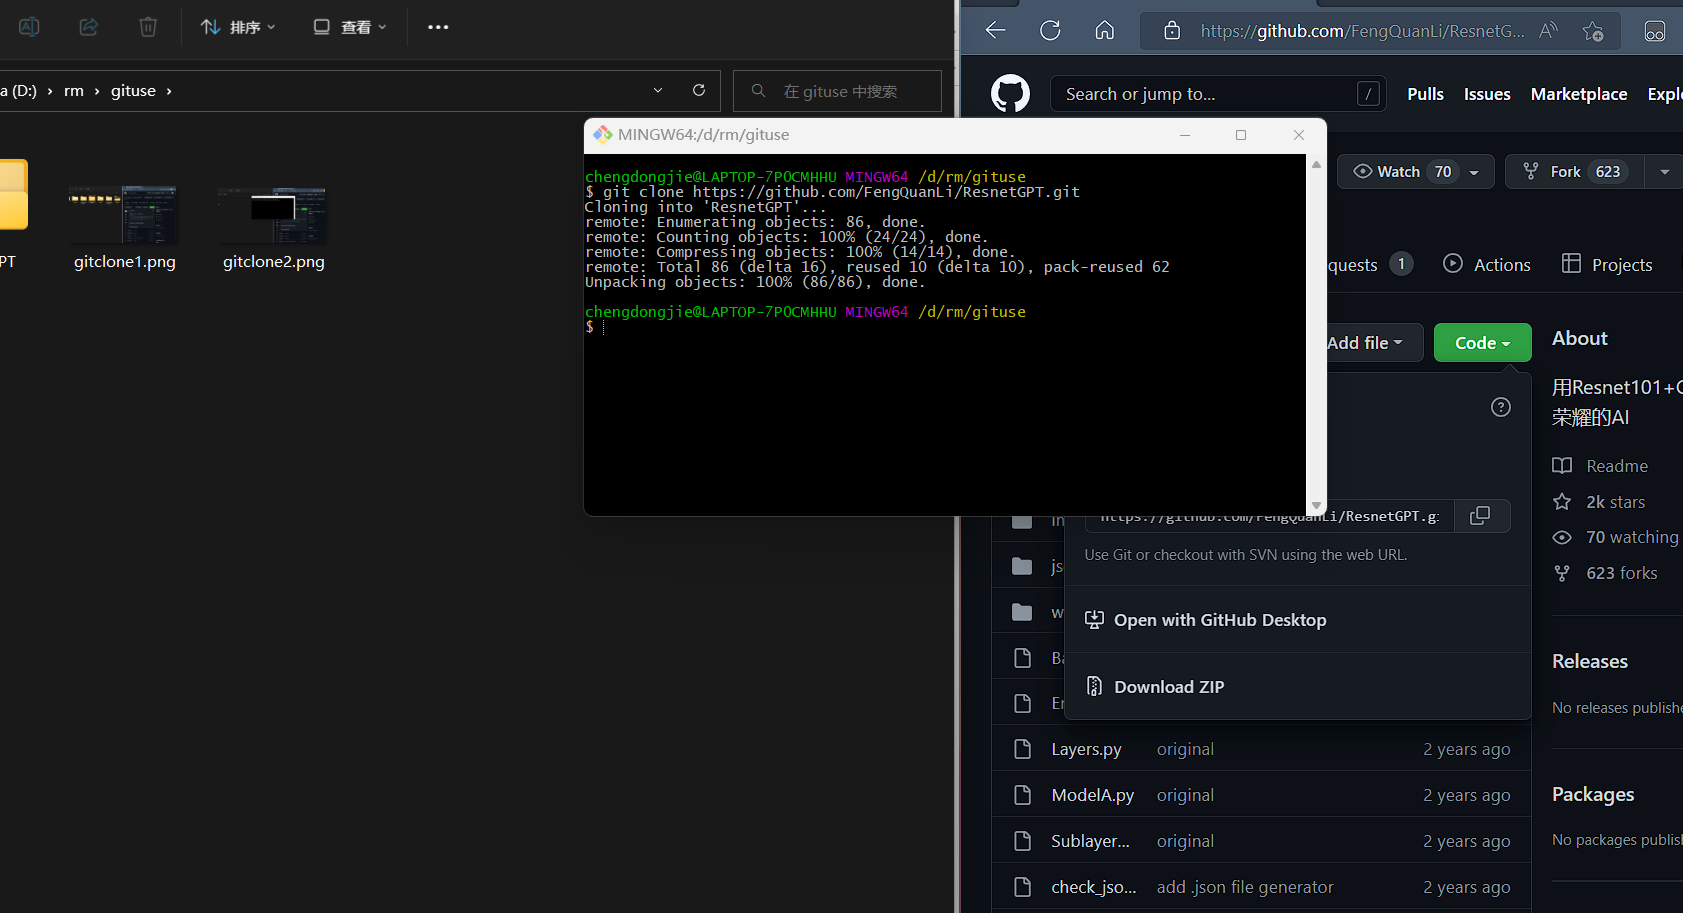 排序
查看
a (D:) › rm › gituse ›
在 gituse 中搜索
PT
gitclone1.png
gitclone2.png
MINGW64:/d/rm/gituse
chengdongjie@LAPTOP-7POCMHHU MINGW64 /d/rm/gituse
$ git clone https://github.com/FengQuanLi/ResnetGPT.git
Cloning into 'ResnetGPT'...
remote: Enumerating objects: 86, done.
remote: Counting objects: 100% (24/24), done.
remote: Compressing objects: 100% (14/14), done.
remote: Total 86 (delta 16), reused 10 (delta 10), pack-reused 62
Unpacking objects: 100% (86/86), done.
chengdongjie@LAPTOP-7POCMHHU MINGW64 /d/rm/gituse
$
https://github.com/FengQuanLi/ResnetG...
Search or jump to...
/
Pulls
Issues
Marketplace
Expl
Watch 70
Fork 623
quests 1
Actions
Projects
Add file
Code
https://github.com/FengQuanLi/ResnetGPT.g
Use Git or checkout with SVN using the web URL.
Open with GitHub Desktop
Download ZIP
js
w
Ba
Layers.py original 2 years ago
ModelA.py original 2 years ago
Sublayer... original 2 years ago
check_jso... add .json file generator 2 years ago
About
用Resnet101+
荣耀的AI
Readme
2k stars
70 watching
623 forks
Releases
No releases publishe
Packages
No packages publis